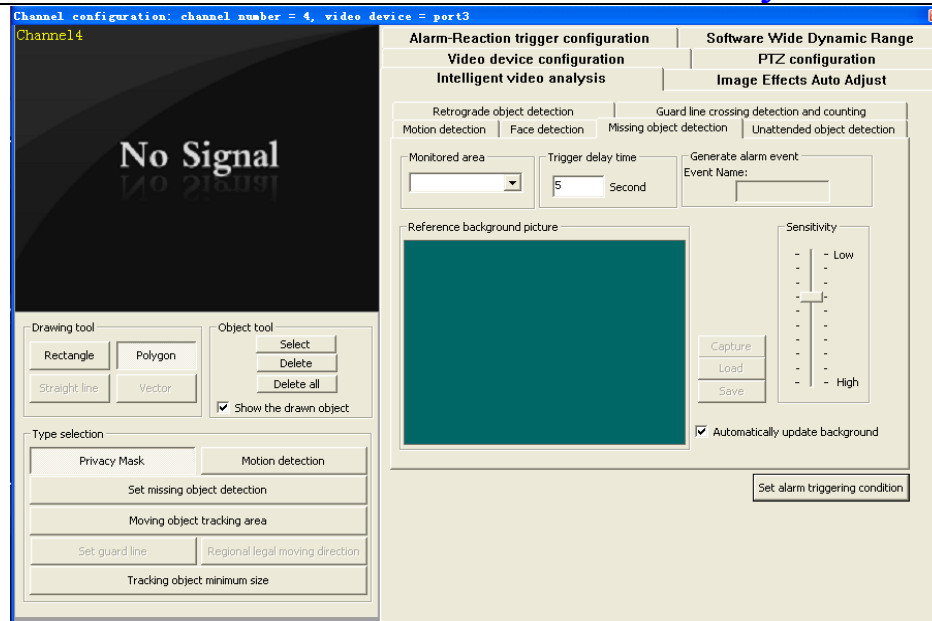 Channel configuration: channel number = 4, video device = port3
Channel4
No Signal
Alarm-Reaction trigger configuration
Software Wide Dynamic Range
Video device configuration
PTZ configuration
Intelligent video analysis
Image Effects Auto Adjust
Retrograde object detection
Guard line crossing detection and counting
Motion detection
Face detection
Missing object detection
Unattended object detection
Monitored area
Trigger delay time
5 Second
Generate alarm event
Event Name:
Reference background picture
Sensitivity
Low
High
Capture
Load
Save
Automatically update background
Set alarm triggering condition
Drawing tool
Rectangle
Polygon
Straight line
Vector
Object tool
Select
Delete
Delete all
Show the drawn object
Type selection
Privacy Mask
Motion detection
Set missing object detection
Moving object tracking area
Set guard line
Regional legal moving direction
Tracking object minimum size